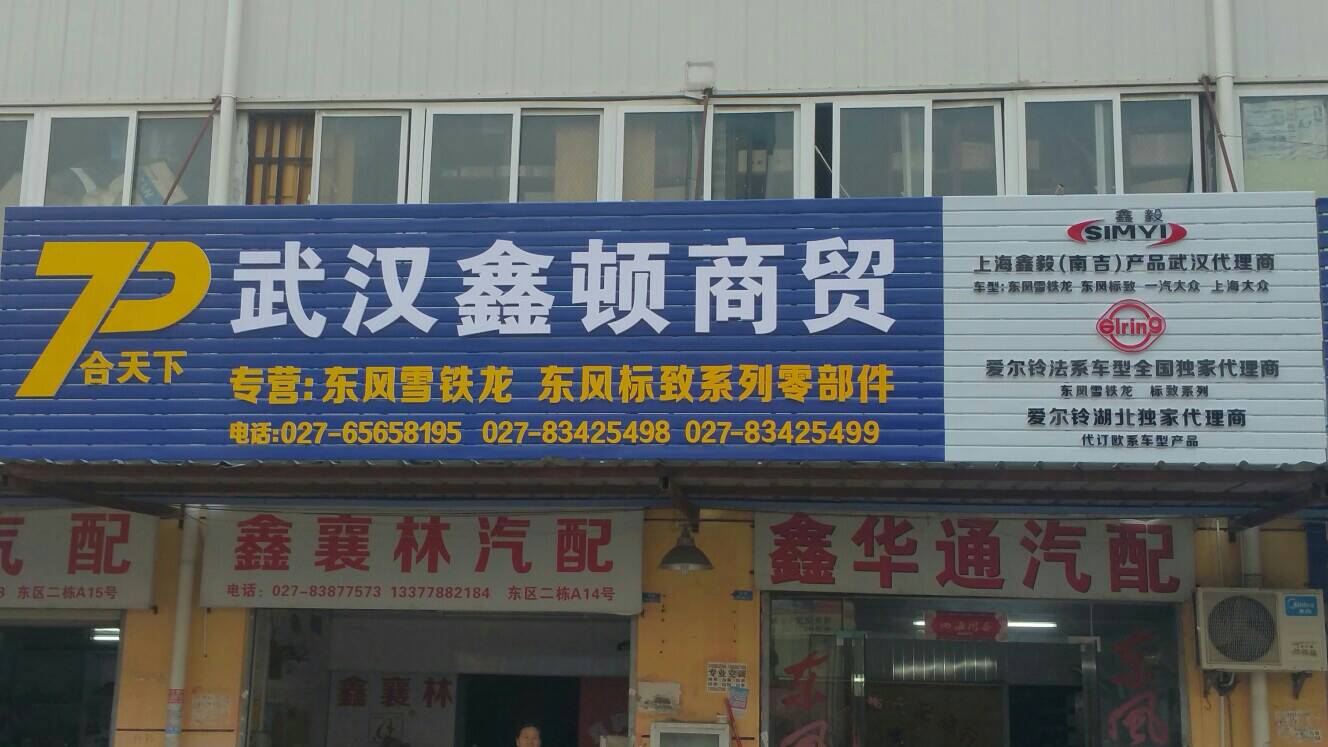 7P
合天下
武汉鑫顿商贸
专营:东风雪铁龙 东风标致系列零部件
电话:027-65658195 027-83425498 027-83425499
鑫毅
SIMYI
上海鑫毅(南吉)产品武汉代理商
车型:东风雪铁龙 东风标致 一汽大众 上海大众
elring
爱尔铃法系车型全国独家代理商
东风雪铁龙 标致系列
爱尔铃湖北独家代理商
代订欧系车型产品
汽配
东区二栋A15号
鑫襄林汽配
电话:027-83877573 13377882184 东区二栋A14号
鑫华通汽配
鑫襄林
东风
东风
Midea